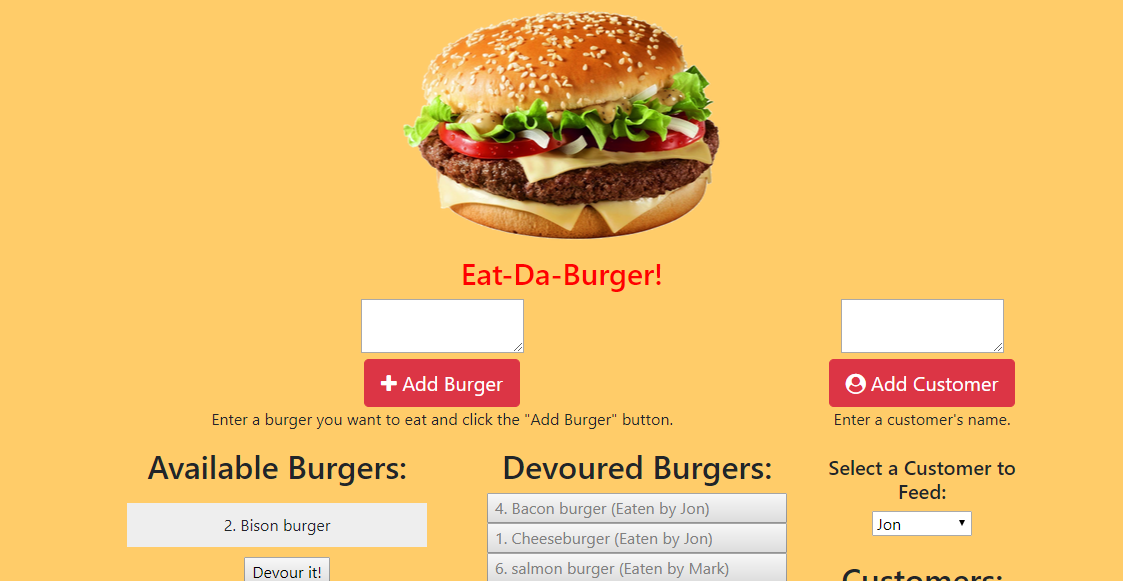 Eat-Da-Burger!
Add Burger
Add Customer
Enter a burger you want to eat and click the "Add Burger" button.
Enter a customer's name.
Available Burgers:
2. Bison burger
Devour it!
Devoured Burgers:
4. Bacon burger (Eaten by Jon)
1. Cheeseburger (Eaten by Jon)
6. salmon burger (Eaten by Mark)
Select a Customer to
Feed:
Jon
Customers: